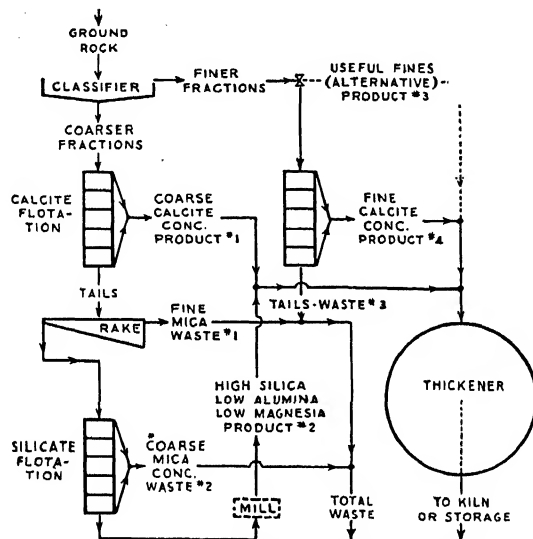 GROUND
ROCK
CLASSIFIER
FINER
FRACTIONS
USEFUL FINES
(ALTERNATIVE)
PRODUCT #3
COARSER
FRACTIONS
CALCITE
FLOTA-
TION
COARSE
CALCITE
CONC.
PRODUCT #1
FINE
CALCITE
CONC.
PRODUCT #4
TAILS
TAILS-WASTE #3
RAKE
FINE
MICA
WASTE #1
HIGH SILICA
LOW ALUMINA
LOW MAGNESIA
PRODUCT #2
THICKENER
SILICATE
FLOTA-
TION
COARSE
MICA
CONC.
WASTE #2
MILL
TOTAL
WASTE
TO KILN
OR STORAGE